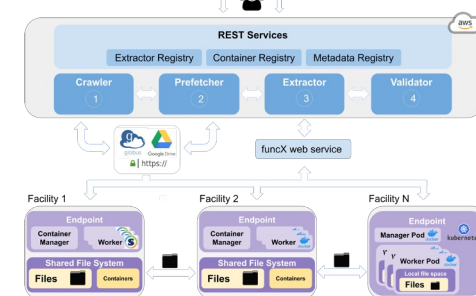 aws
REST Services
Extractor Registry Container Registry Metadata Registry
Crawler Prefetcher Extractor Validator
1 2 3 4
globus Google Drive
https://
funcX web service
Facility 1 Facility 2 Facility N
Endpoint Endpoint Endpoint
Container Manager Worker Container Manager Worker Manager Pod
kubernetes
Worker Pod
Shared File System Shared File System Local file space
Files Containers Files Containers Files